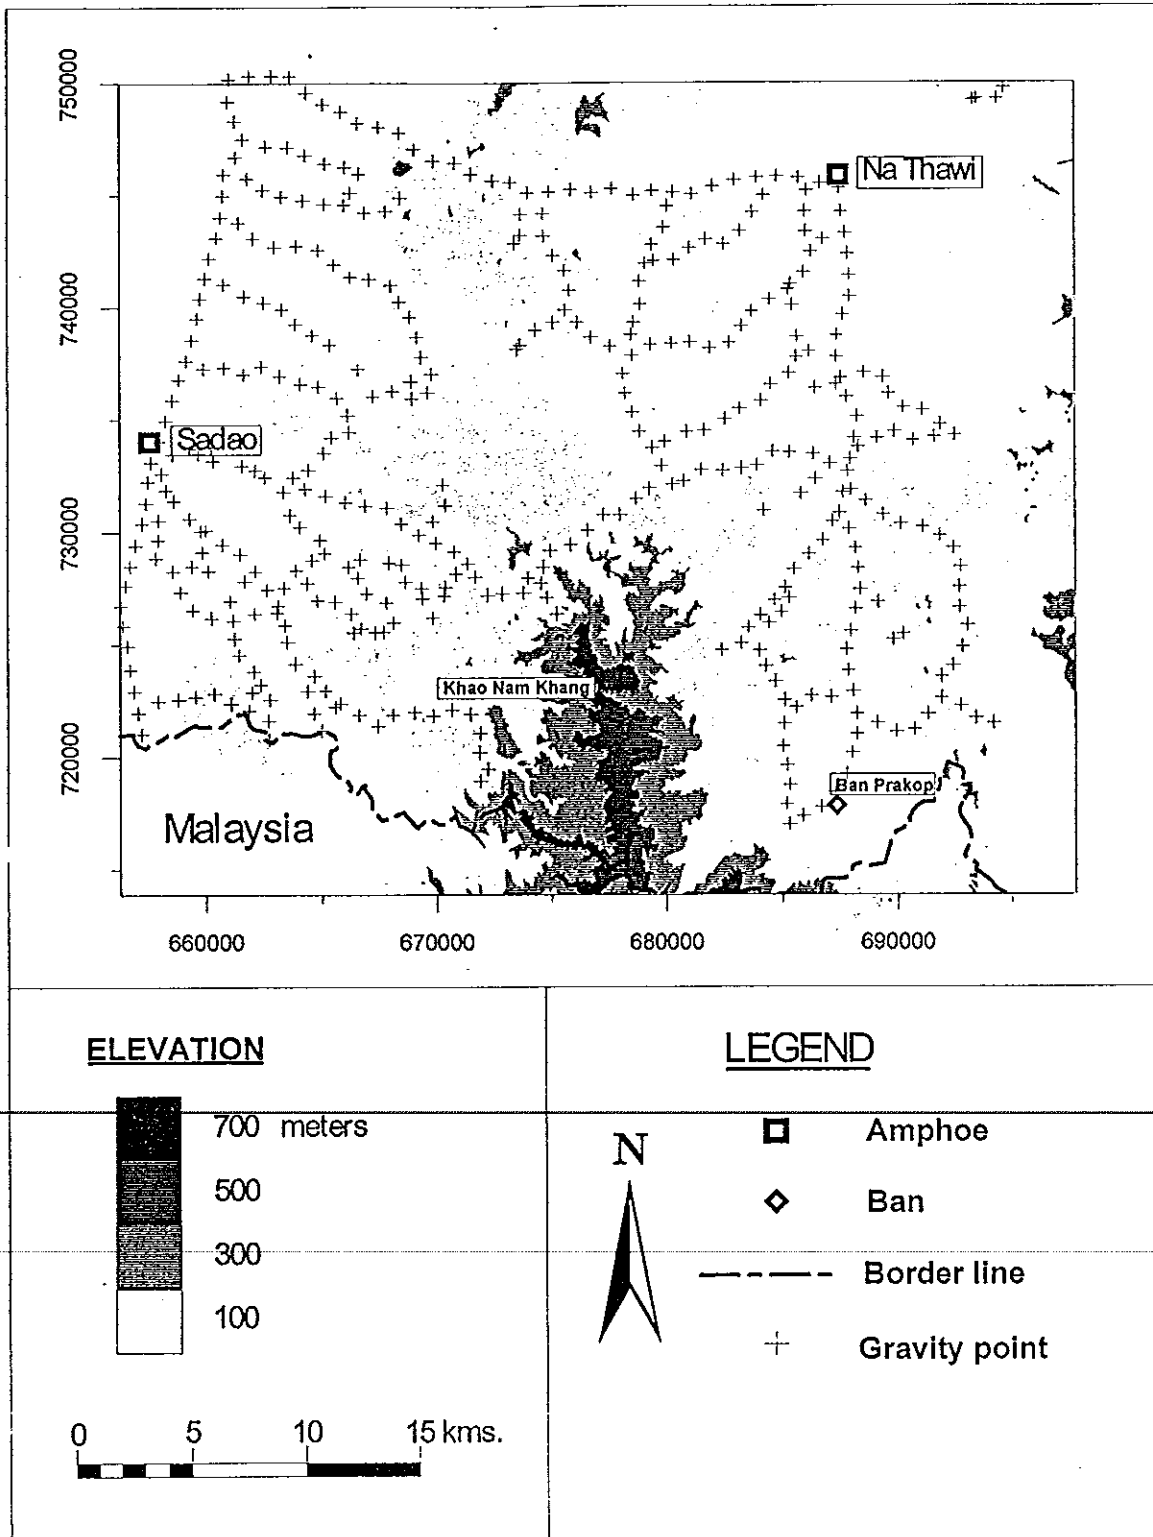 750000
740000
730000
720000
Na Thawi
Sadao
Khao Nam Khang
Ban Prakop
Malaysia
660000
670000
680000
690000
ELEVATION
700 meters
500
300
100
0 5 10 15 kms.
LEGEND
N
Amphoe
Ban
Border line
Gravity point